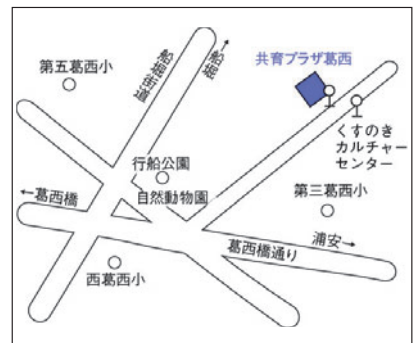 共育プラザ葛西
船堀→
船堀街道
第五葛西小
くすのき
カルチャー
センター
行船公園
自然動物園
第三葛西小
←葛西橋
浦安→
葛西橋通り
西葛西小